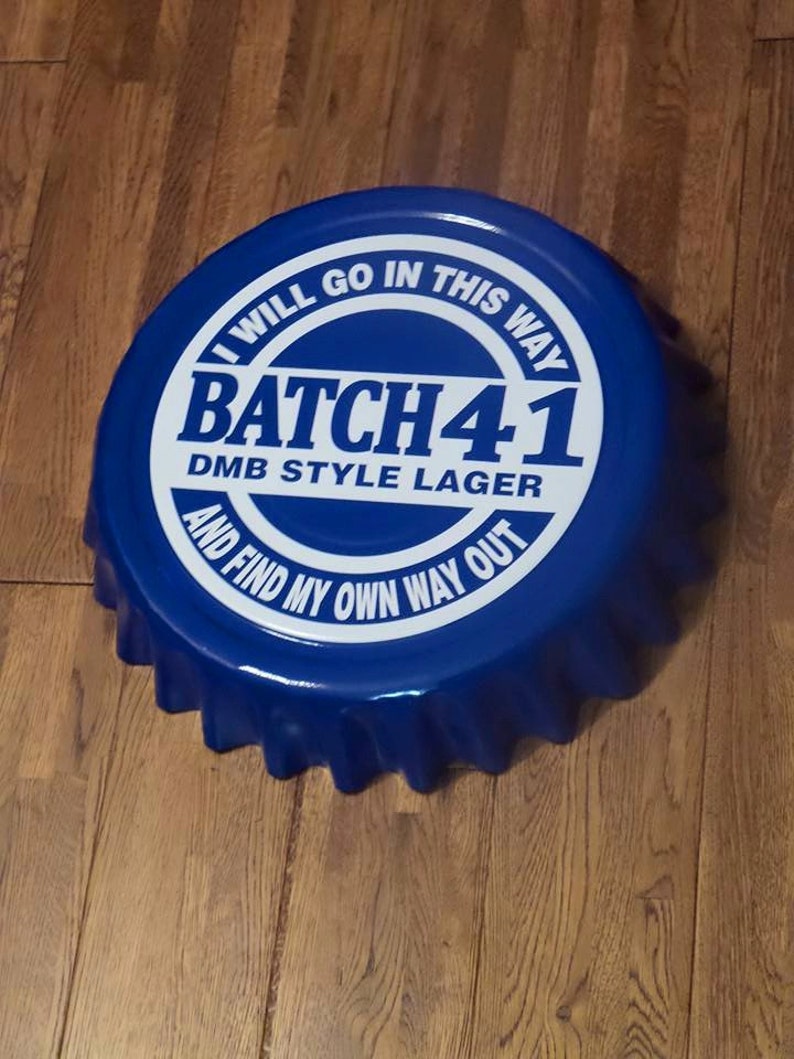 I WILL GO IN THIS WAY
BATCH 41
DMB STYLE LAGER
AND FIND MY OWN WAY OUT